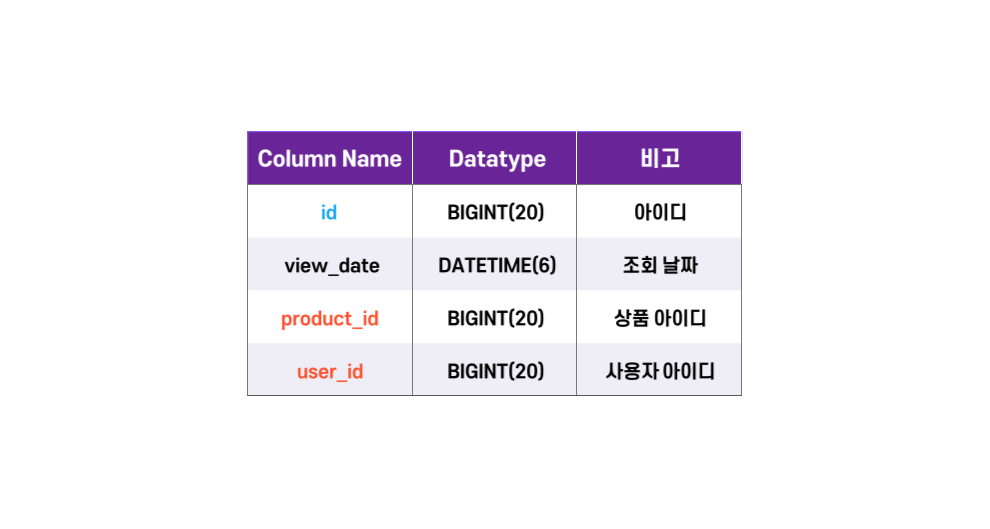 Column Name Datatype 비고
id BIGINT(20) 아이디
view_date DATETIME(6) 조회 날짜
product_id BIGINT(20) 상품 아이디
user_id BIGINT(20) 사용자 아이디